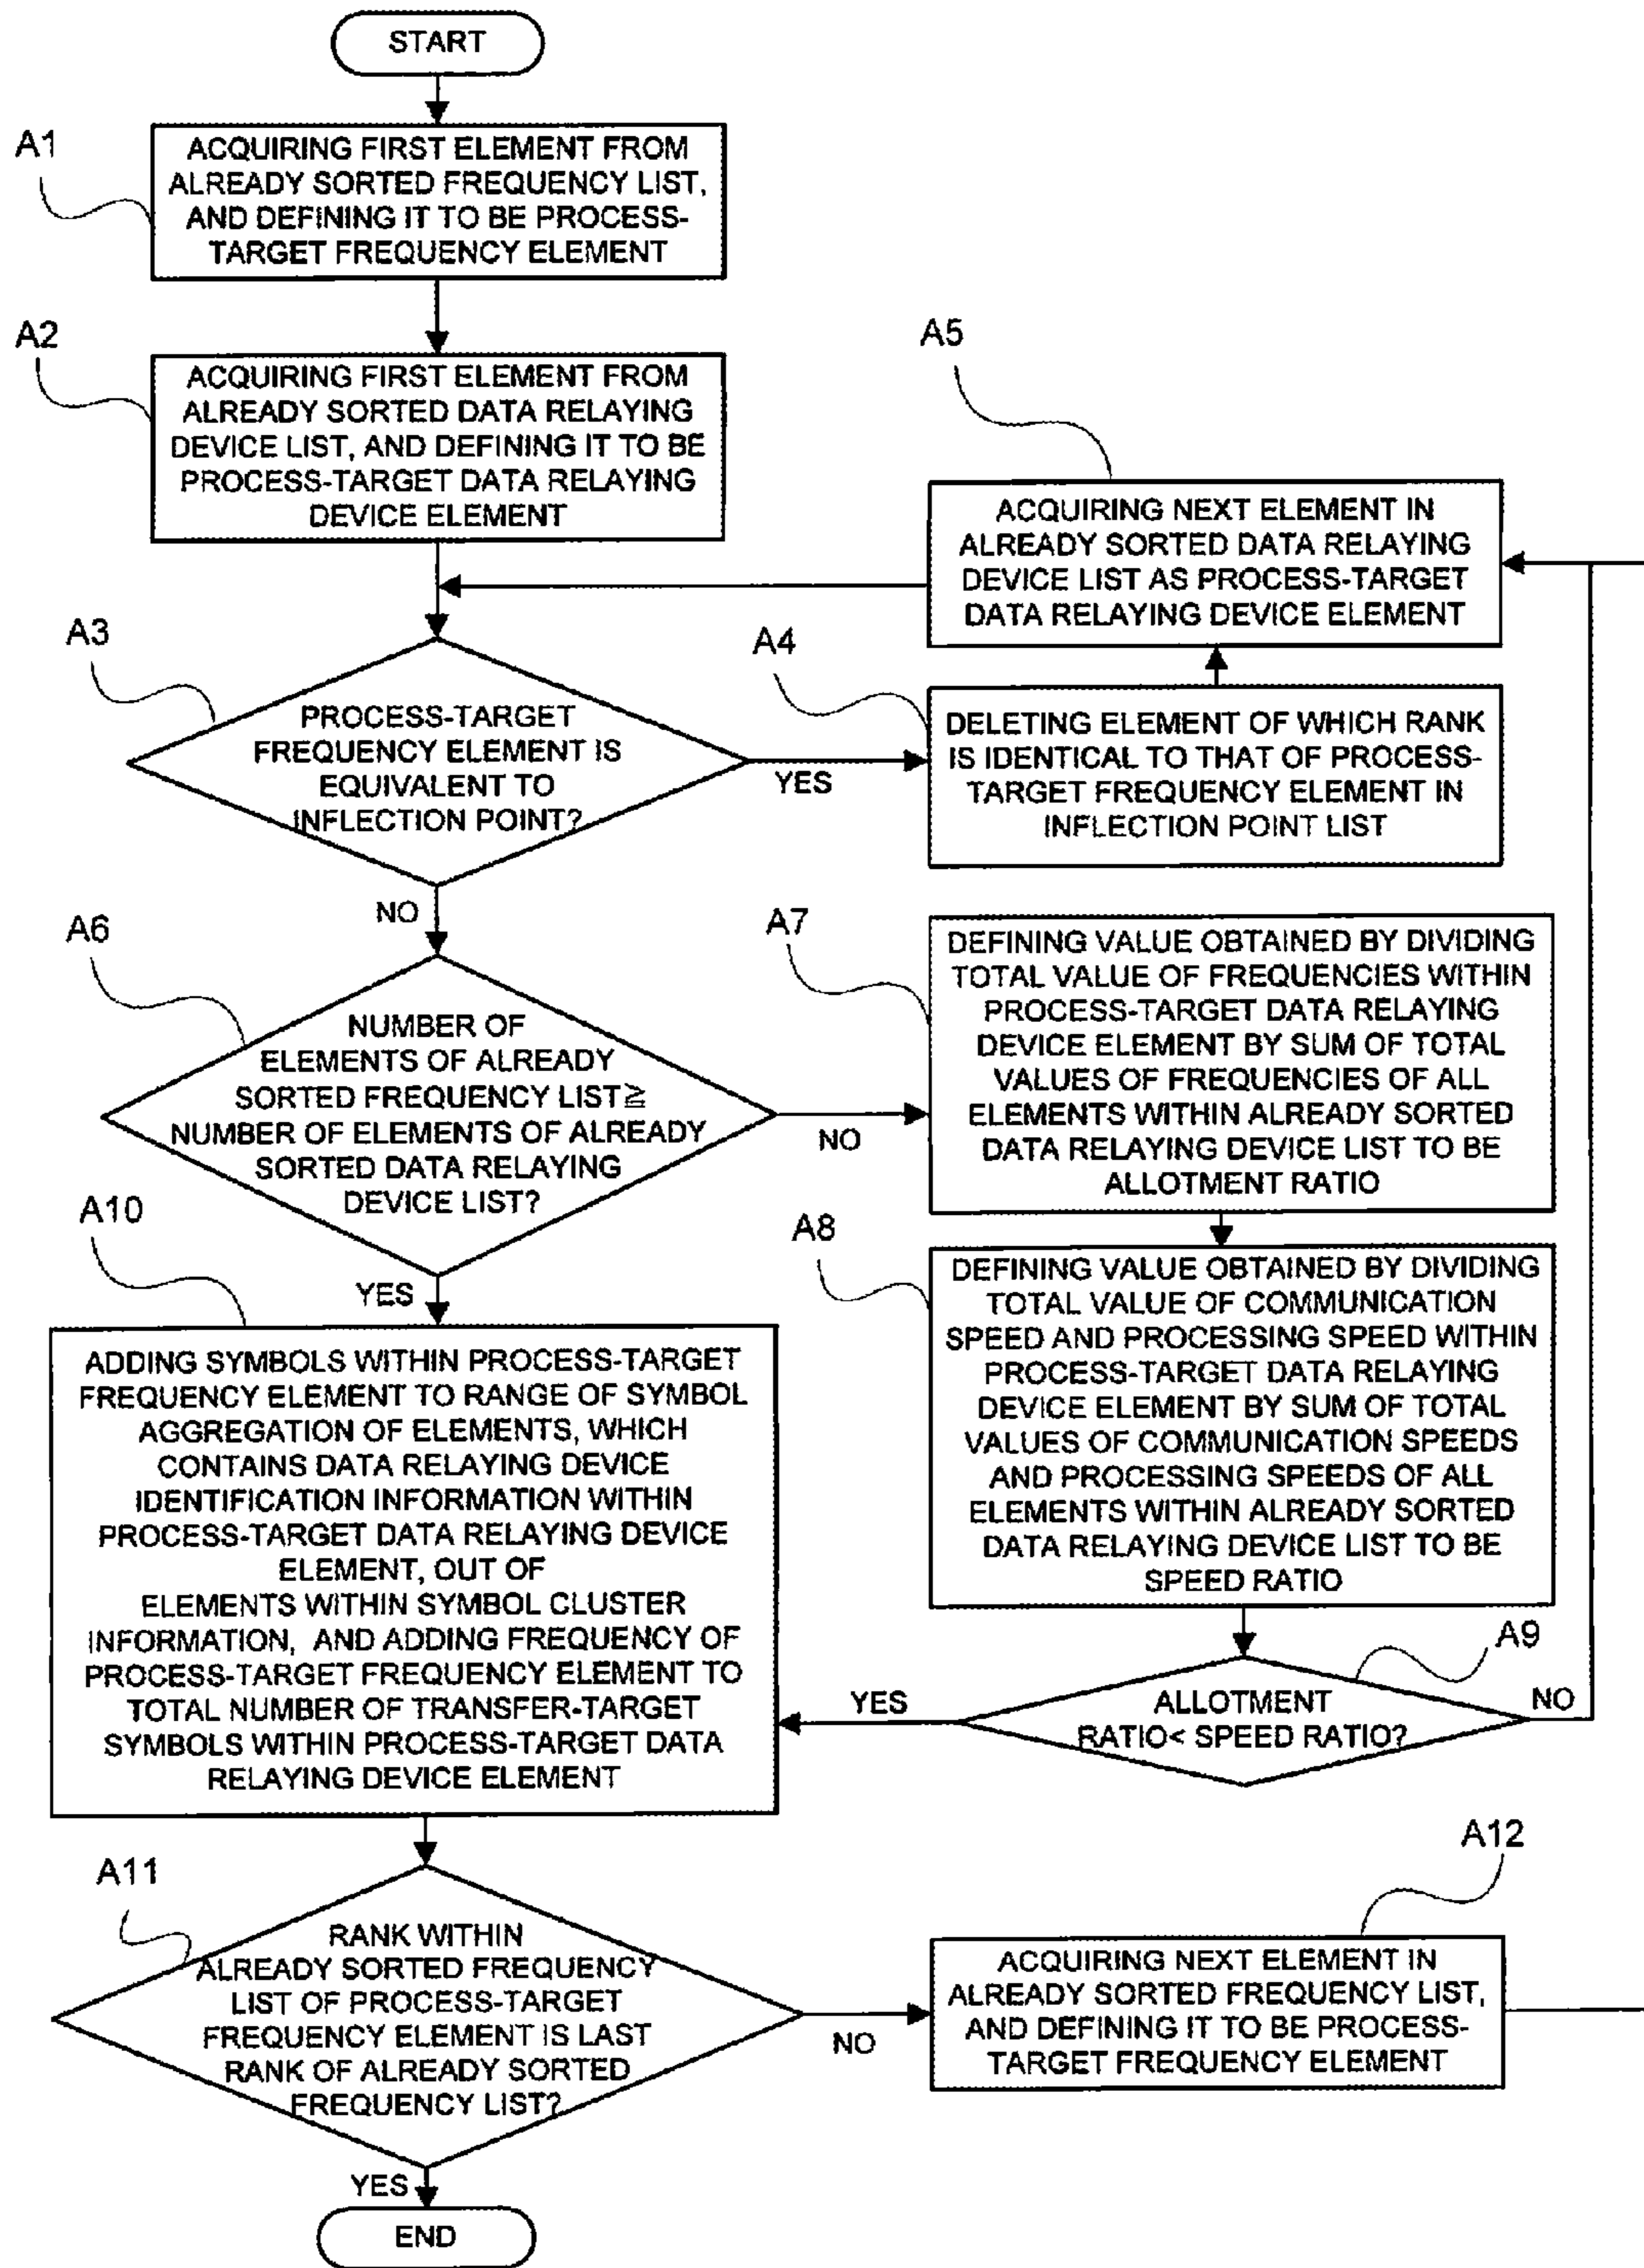 START
A1
ACQUIRING FIRST ELEMENT FROM
ALREADY SORTED FREQUENCY LIST,
AND DEFINING IT TO BE PROCESS-
TARGET FREQUENCY ELEMENT
A2
ACQUIRING FIRST ELEMENT FROM
ALREADY SORTED DATA RELAYING
DEVICE LIST, AND DEFINING IT TO BE
PROCESS-TARGET DATA RELAYING
DEVICE ELEMENT
A5
ACQUIRING NEXT ELEMENT IN
ALREADY SORTED DATA RELAYING
DEVICE LIST AS PROCESS-TARGET
DATA RELAYING DEVICE ELEMENT
A3
PROCESS-TARGET
FREQUENCY ELEMENT IS
EQUIVALENT TO
INFLECTION POINT?
YES
NO
A4
DELETING ELEMENT OF WHICH RANK
IS IDENTICAL TO THAT OF PROCESS-
TARGET FREQUENCY ELEMENT IN
INFLECTION POINT LIST
A6
NUMBER OF
ELEMENTS OF ALREADY
SORTED FREQUENCY LIST≧
NUMBER OF ELEMENTS OF ALREADY
SORTED DATA RELAYING
DEVICE LIST?
NO
YES
A7
DEFINING VALUE OBTAINED BY DIVIDING
TOTAL VALUE OF FREQUENCIES WITHIN
PROCESS-TARGET DATA RELAYING
DEVICE ELEMENT BY SUM OF TOTAL
VALUES OF FREQUENCIES OF ALL
ELEMENTS WITHIN ALREADY SORTED
DATA RELAYING DEVICE LIST TO BE
ALLOTMENT RATIO
A8
DEFINING VALUE OBTAINED BY DIVIDING
TOTAL VALUE OF COMMUNICATION
SPEED AND PROCESSING SPEED WITHIN
PROCESS-TARGET DATA RELAYING
DEVICE ELEMENT BY SUM OF TOTAL
VALUES OF COMMUNICATION SPEEDS
AND PROCESSING SPEEDS OF ALL
ELEMENTS WITHIN ALREADY SORTED
DATA RELAYING DEVICE LIST TO BE
SPEED RATIO
A9
ALLOTMENT
RATIO< SPEED RATIO?
YES
NO
A10
ADDING SYMBOLS WITHIN PROCESS-TARGET
FREQUENCY ELEMENT TO RANGE OF SYMBOL
AGGREGATION OF ELEMENTS, WHICH
CONTAINS DATA RELAYING DEVICE
IDENTIFICATION INFORMATION WITHIN
PROCESS-TARGET DATA RELAYING DEVICE
ELEMENT, OUT OF
ELEMENTS WITHIN SYMBOL CLUSTER
INFORMATION, AND ADDING FREQUENCY OF
PROCESS-TARGET FREQUENCY ELEMENT TO
TOTAL NUMBER OF TRANSFER-TARGET
SYMBOLS WITHIN PROCESS-TARGET DATA
RELAYING DEVICE ELEMENT
A11
RANK WITHIN
ALREADY SORTED FREQUENCY
LIST OF PROCESS-TARGET
FREQUENCY ELEMENT IS LAST
RANK OF ALREADY SORTED
FREQUENCY LIST?
NO
YES
A12
ACQUIRING NEXT ELEMENT IN
ALREADY SORTED FREQUENCY LIST,
AND DEFINING IT TO BE PROCESS-
TARGET FREQUENCY ELEMENT
END